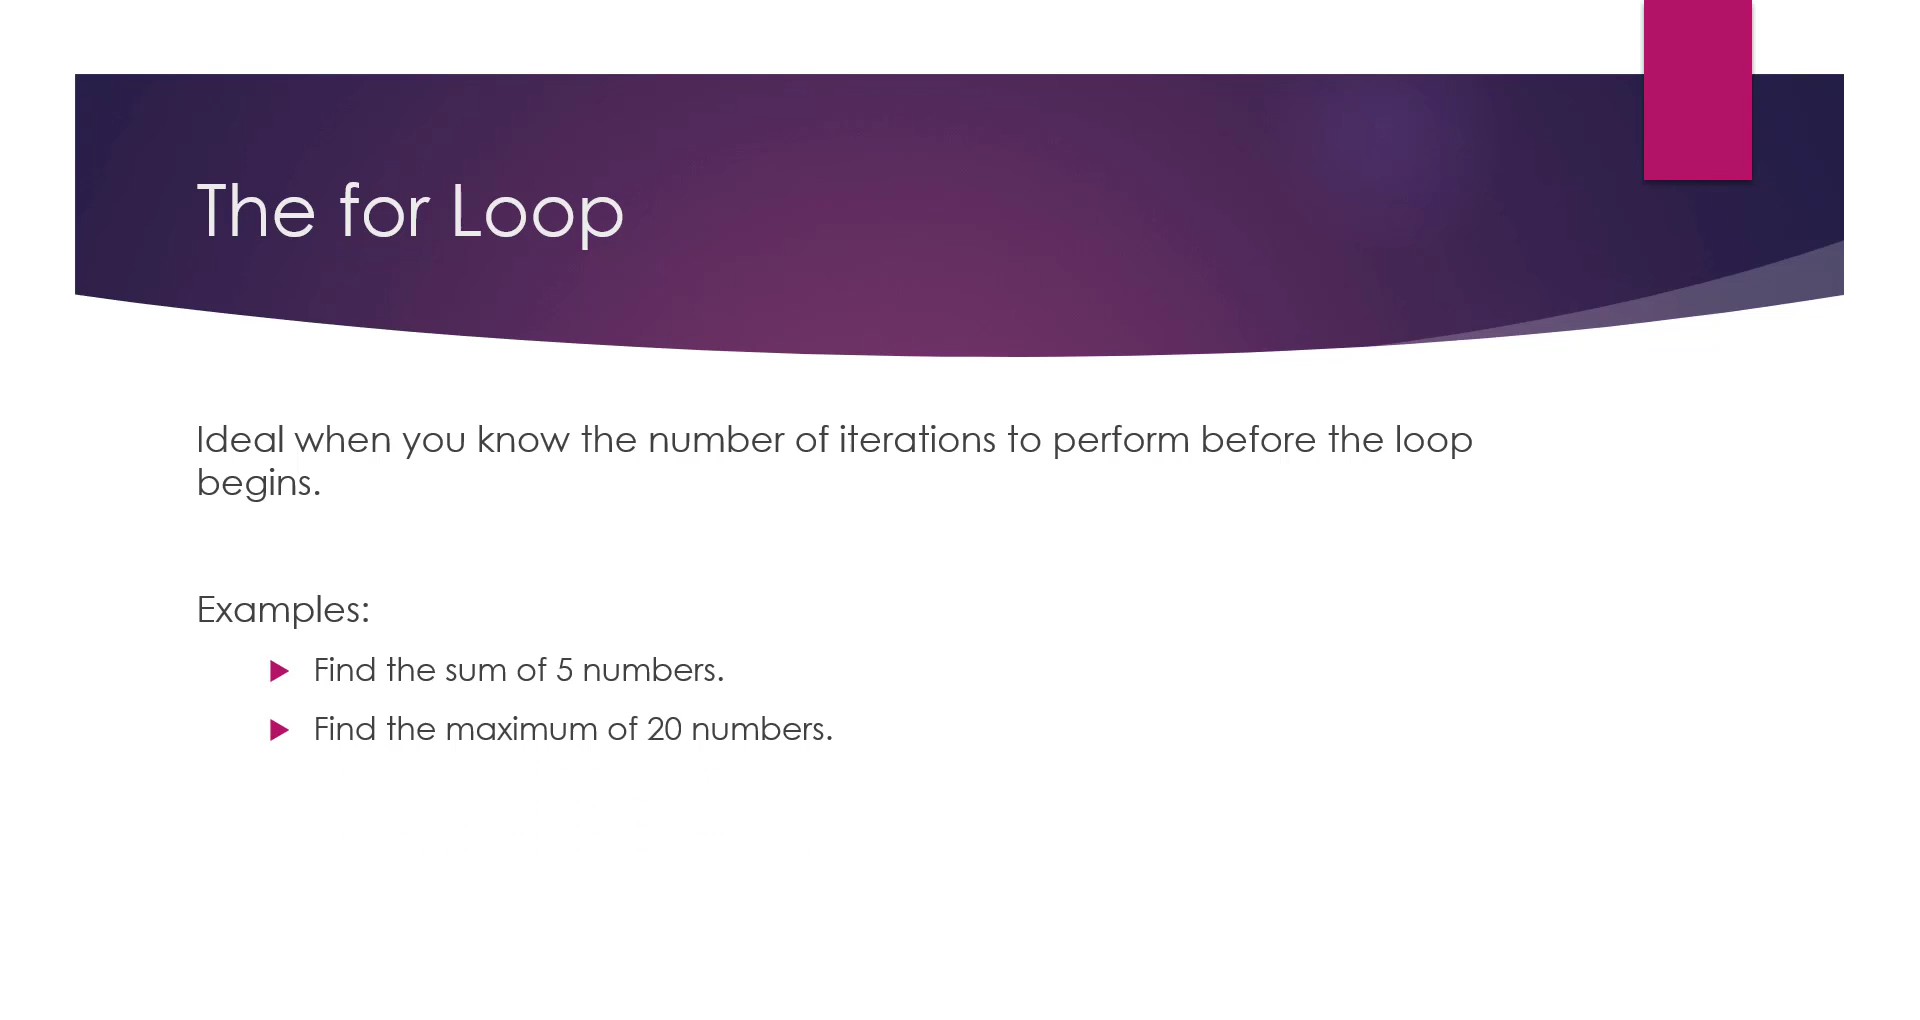 The for Loop
Ideal when you know the number of iterations to perform before the loop
begins.
Examples:
Find the sum of 5 numbers.
Find the maximum of 20 numbers.